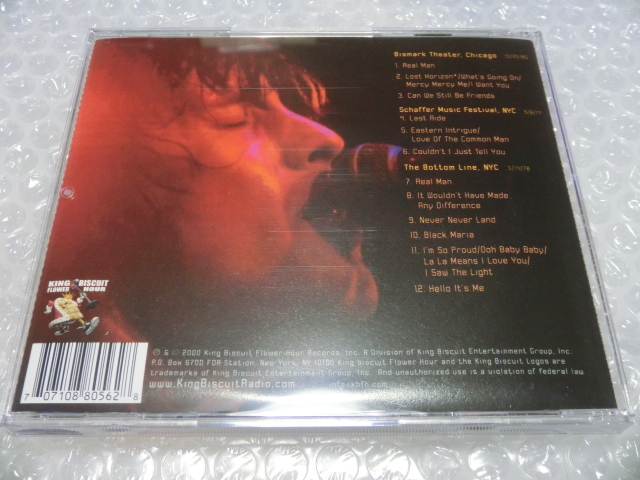 Bismark Theater, Chicago
1. Real Man
2. Lost Horizon*/What's Going On/
Mercy Mercy Me/I Want You
3. Can We Still Be Friends
Schaffer Music Festival, NYC
4. Last Ride
5. Eastern Intrigue/
Love Of The Common Man
6. Couldn't I Just Tell You
The Bottom Line, NYC
7. Real Man
8. It Wouldn't Have Made
Any Difference
9. Never Never Land
10. Black Maria
11. I'm So Proud/Ooh Baby Baby/
La La Means I Love You/
I Saw The Light
12. Hello It's Me
KING BISCUIT
FLOWER HOUR
℗ & © 2000 King Biscuit Flower Hour Records, Inc. A Division of King Biscuit Entertainment Group, Inc.
P.O. Box 6700 FDR Station, New York, NY 10150 King Biscuit Flower Hour and the King Biscuit Logos are
trademarks of King Biscuit Entertainment Group, Inc. And unauthorized use is a violation of federal law
www.KingBiscuitRadio.com
7 07108 80562 8